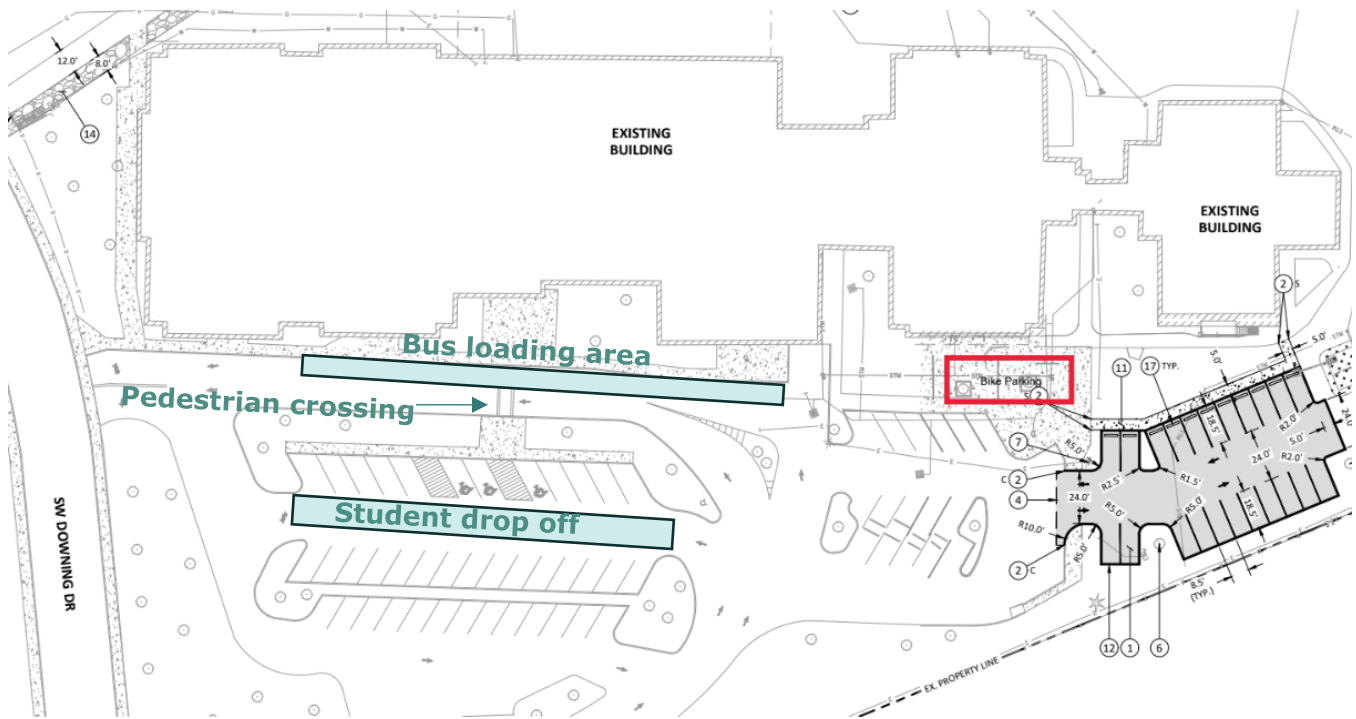 12.0'
8.0'
14
EXISTING
BUILDING
EXISTING
BUILDING
2
S
5.0'
STM
5.0'
Bus loading area
STM
STM
Bike Parking
11
17 TYP.
2
Pedestrian crossing
18.5'
R2.0'
24.0'
5.0'
7
R5.0'
24.0'
R2.0'
C 2
R2.5'
R1.5'
4
24.0'
Student drop off
R5.0'
R5.0'
18.5'
R10.0'
R5.0'
2 C
8.5'
(TYP.)
SW DOWNING DR
12
1
6
EX. PROPERTY LINE